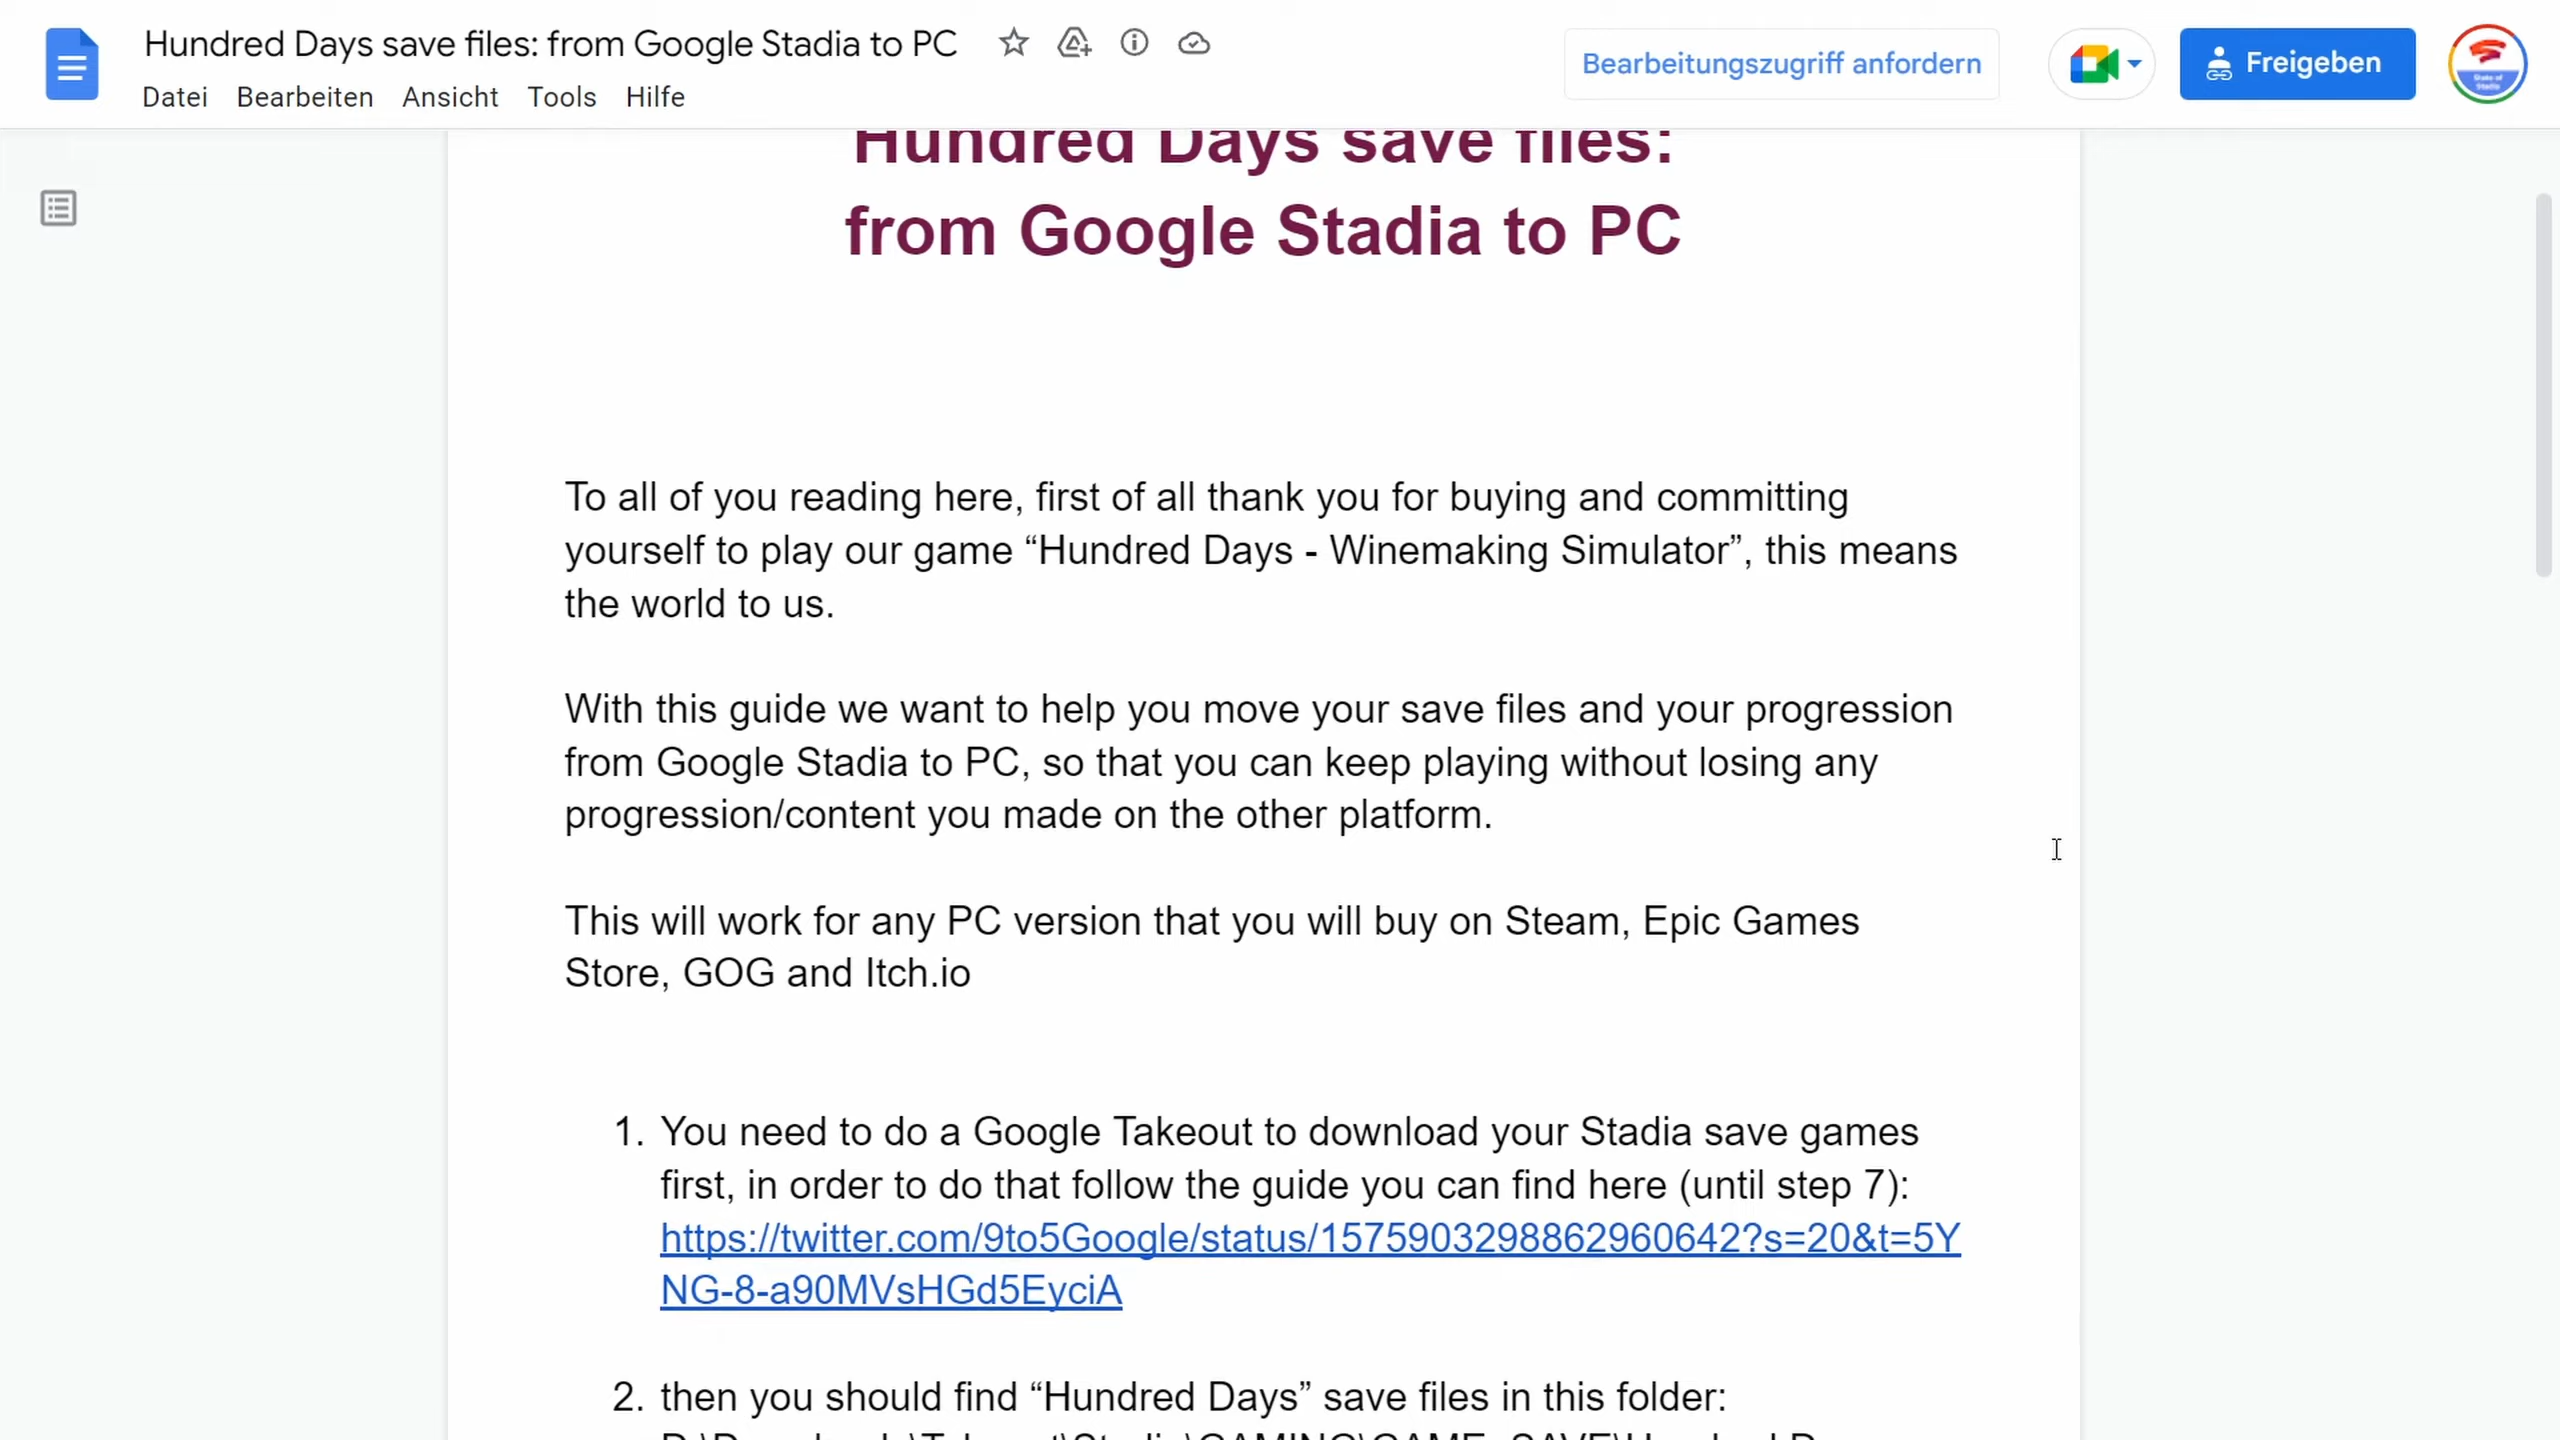 Hundred Days save files: from Google Stadia to PC
Datei Bearbeiten Ansicht Tools Hilfe
Bearbeitungszugriff anfordern
Freigeben
State of Stadia
Hundred Days save files:
from Google Stadia to PC
To all of you reading here, first of all thank you for buying and committing
yourself to play our game “Hundred Days - Winemaking Simulator”, this means
the world to us.
With this guide we want to help you move your save files and your progression
from Google Stadia to PC, so that you can keep playing without losing any
progression/content you made on the other platform.
This will work for any PC version that you will buy on Steam, Epic Games
Store, GOG and Itch.io
1. You need to do a Google Takeout to download your Stadia save games
first, in order to do that follow the guide you can find here (until step 7):
https://twitter.com/9to5Google/status/1575903298862960642?s=20&t=5Y
NG-8-a90MVsHGd5EyciA
2. then you should find “Hundred Days” save files in this folder: